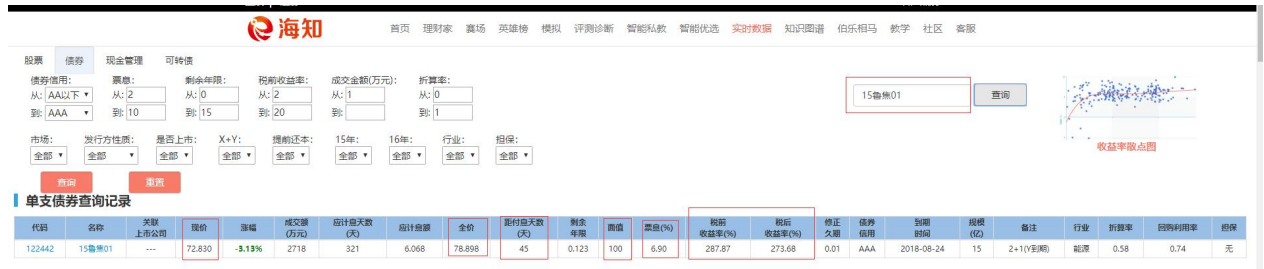 海知 首页 理财家 赛场 英雄榜 模拟 评测诊断 智能私教 智能优选 实时数据 知识图谱 伯乐相马 教学 社区 客服
股票 债券 现金管理 可转债
债券信用: 票息: 剩余年限: 税前收益率: 成交金额(万元): 折算率:
从: AA以下 从: 2 从: 0 从: 2 从: 1 从: 0
到: AAA 到: 10 到: 15 到: 20 到: 到: 1
15鲁焦01 查询
市场: 发行方性质: 是否上市: X+Y: 提前还本: 15年: 16年: 行业: 担保:
全部 全部 全部 全部 全部 全部 全部 全部 全部
收益率散点图
查询 重置
单支债券查询记录
代码 名称 关联上市公司 现价 涨幅 成交额(万元) 应计息天数(天) 应计息额 全价 距付息天数(天) 剩余年限 面值 票息(%) 税前收益率(%) 税后收益率(%) 修正久期 债券信用 到期时间 规模(亿) 备注 行业 折算率 回购利用率 担保
122442 15鲁焦01 --- 72.830 -3.13% 2718 321 6.068 78.898 45 0.123 100 6.90 287.87 273.68 0.01 AAA 2018-08-24 15 2+1(Y到期) 能源 0.58 0.74 无